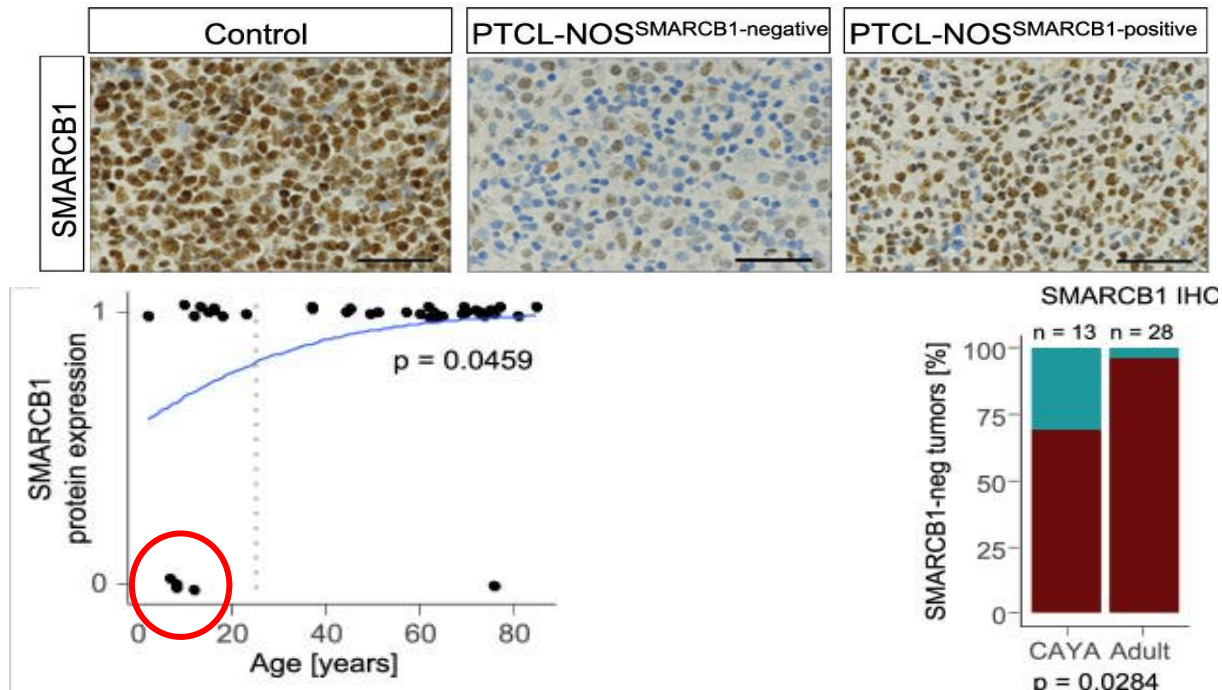 Control
PTCL-NOSSMARCB1-negative
PTCL-NOSSMARCB1-positive
SMARCB1
SMARCB1
protein expression
1
0
p = 0.0459
0 20 40 60 80
Age [years]
SMARCB1 IHC
n = 13 n = 28
SMARCB1-neg tumors [%]
100
75
50
25
0
CAYA Adult
p = 0.0284